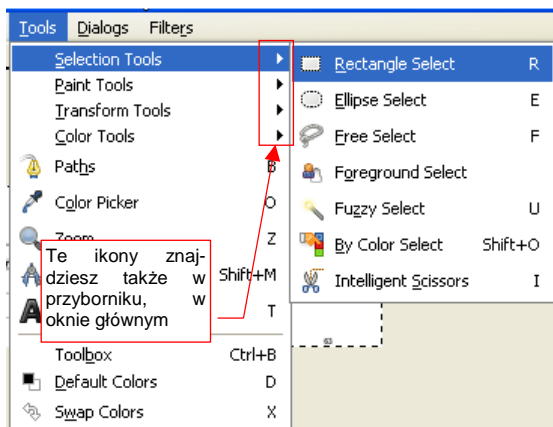 Tools Dialogs Filters
Selection Tools
Paint Tools
Transform Tools
Color Tools
Paths B
Color Picker O
Zoom Z
Shift+M
T
Toolbox Ctrl+B
Default Colors D
Swap Colors X
Rectangle Select R
Ellipse Select E
Free Select F
Foreground Select
Fuzzy Select U
By Color Select Shift+O
Intelligent Scissors I
Te ikony znaj-
dziesz także w
przyborniku, w
oknie głównym